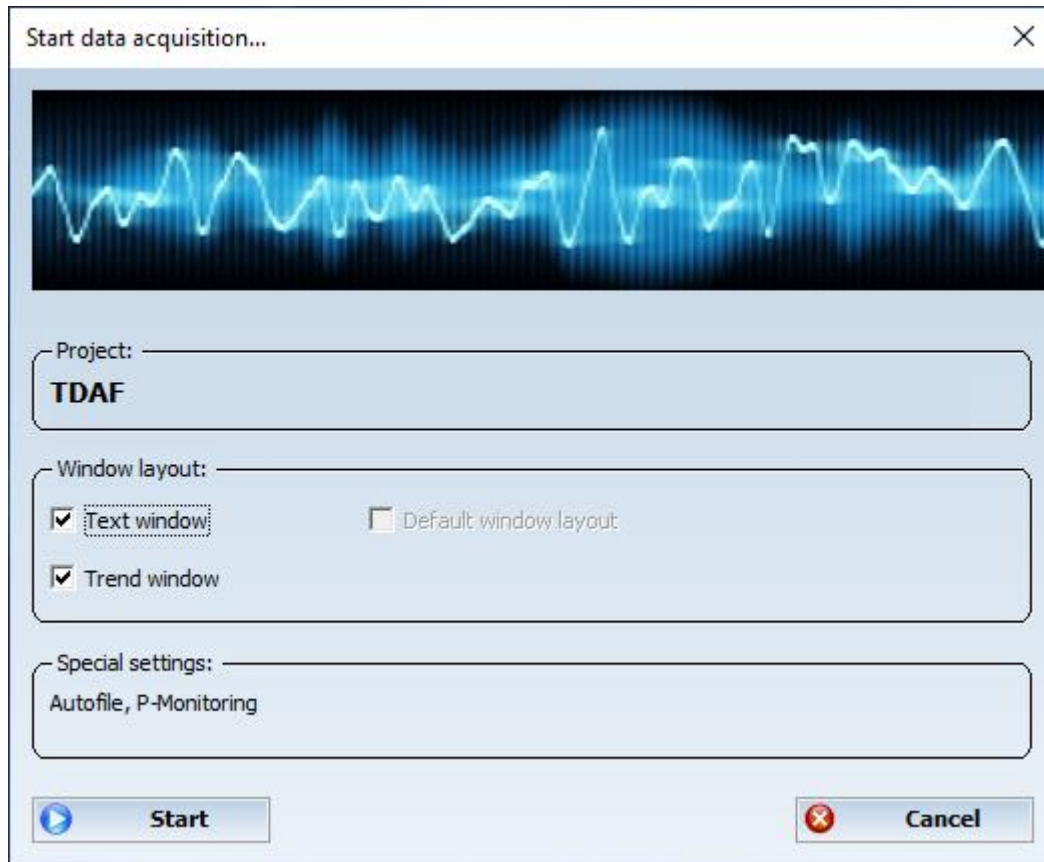 Start data acquisition...
Project:
TDAF
Window layout:
Text window Default window layout
Trend window
Special settings:
Autofile, P-Monitoring
Start Cancel